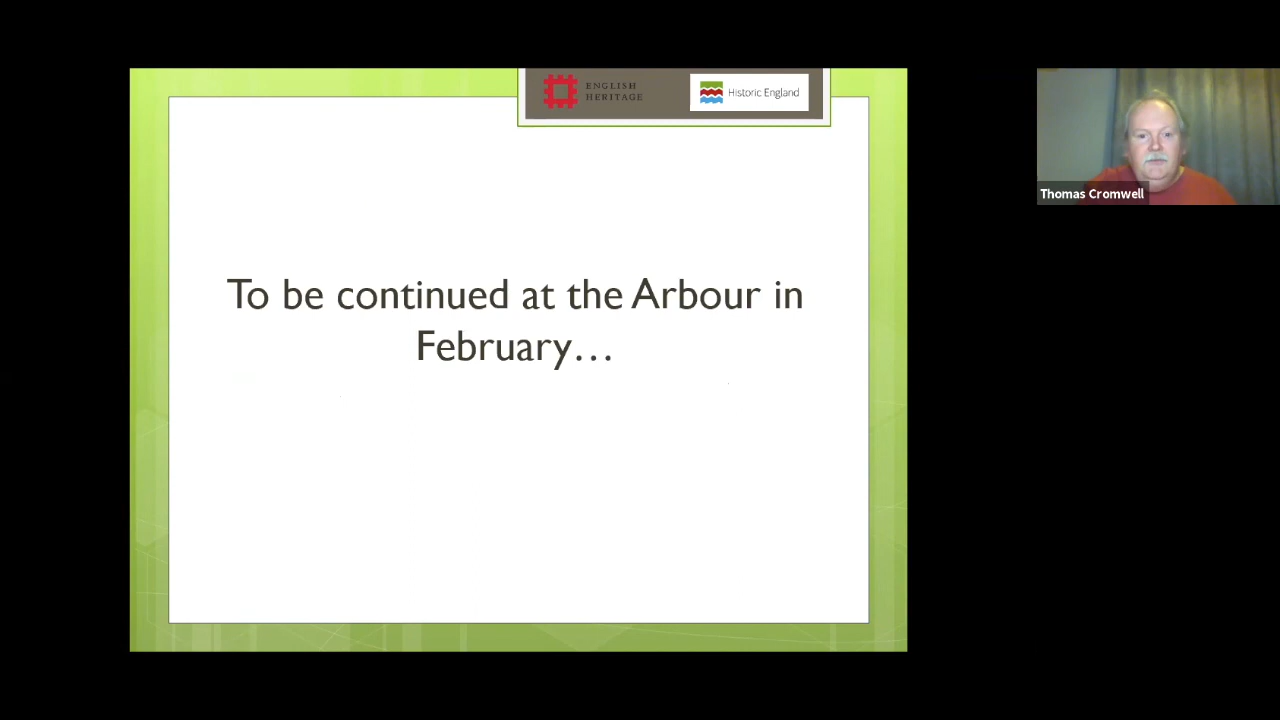 ENGLISH
HERITAGE
Historic England
Thomas Cromwell
To be continued at the Arbour in
February…